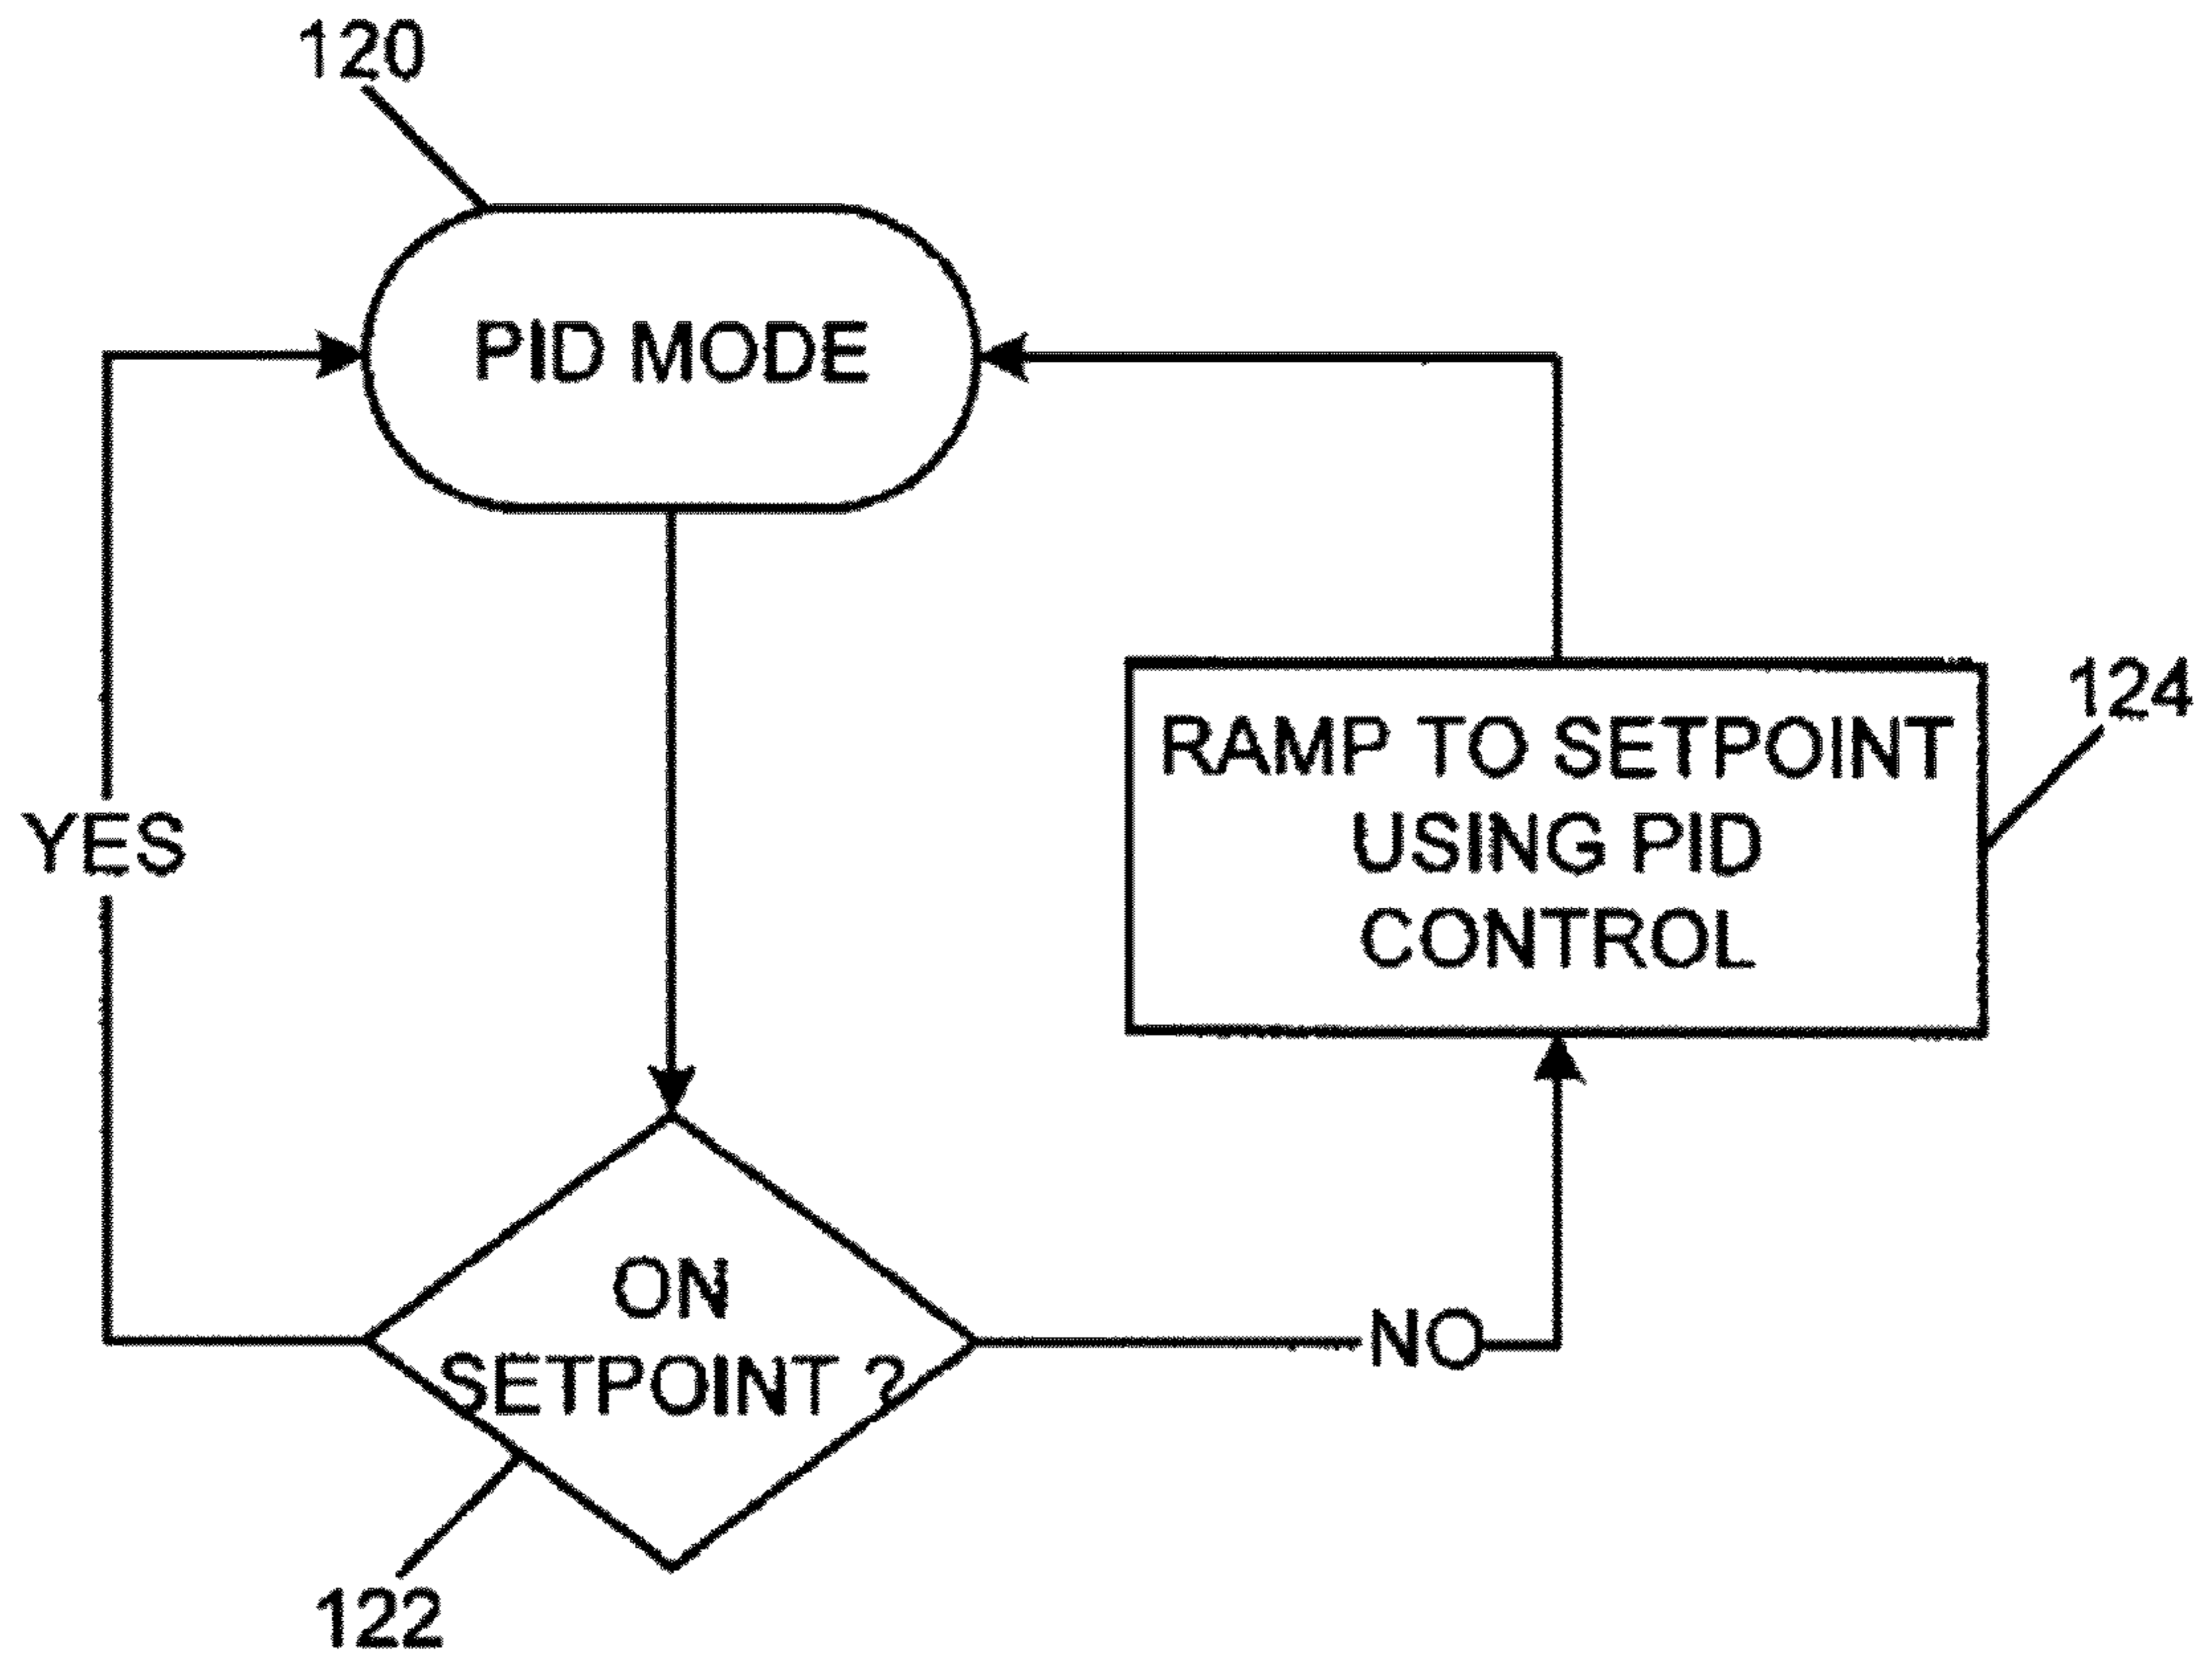 120
PID MODE
RAMP TO SETPOINT
USING PID
CONTROL
124
YES
ON
SETPOINT ?
NO
122